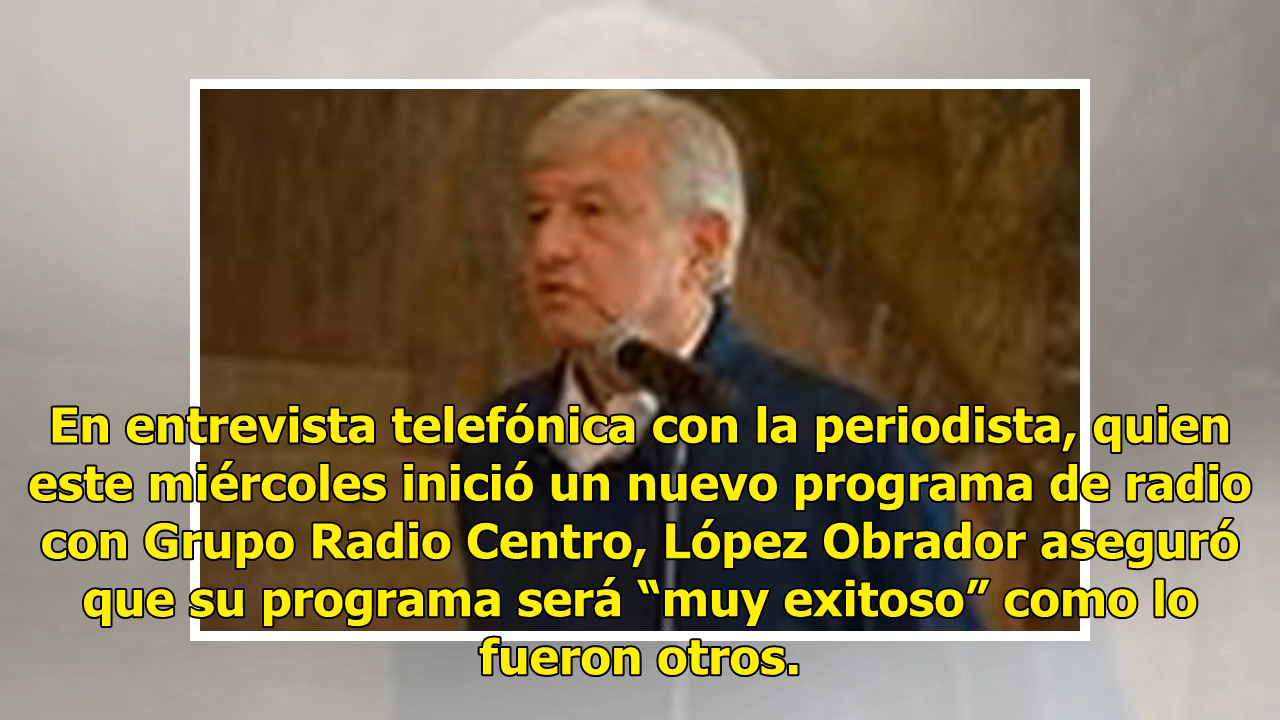 En entrevista telefónica con la periodista, quien
este miércoles inició un nuevo programa de radio
con Grupo Radio Centro, López Obrador aseguró
que su programa será “muy exitoso” como lo
fueron otros.